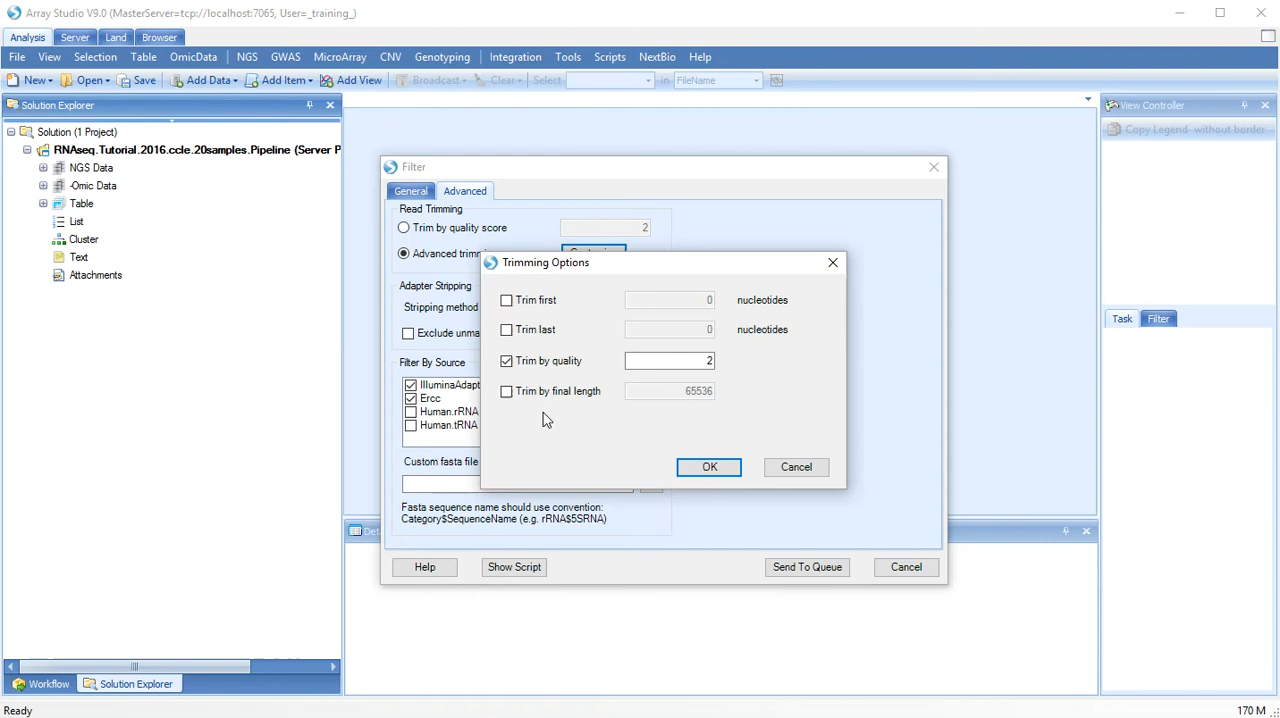 Array Studio V9.0 (MasterServer=tcp://localhost:7065, User=_training_)
Analysis Server Land Browser
File View Selection Table OmicData NGS GWAS MicroArray CNV Genotyping Integration Tools Scripts NextBio Help
New Open Save Add Data Add Item Add View Broadcast Clear Select in FileName
Solution Explorer
Solution (1 Project)
RNAseq.Tutorial.2016.ccle.20samples.Pipeline (Server P
NGS Data
-Omic Data
Table
List
Cluster
Text
Attachments
Workflow Solution Explorer
Filter
General Advanced
Read Trimming
Trim by quality score 2
Advanced trimm
Adapter Stripping
Stripping method
Exclude unma
Filter By Source
IlluminaAdapt
Ercc
Human.rRNA
Human.tRNA
Custom fasta file
Fasta sequence name should use convention:
Category$SequenceName (e.g. rRNA$5SRNA)
Help Show Script Send To Queue Cancel
Trimming Options
Trim first 0 nucleotides
Trim last 0 nucleotides
Trim by quality 2
Trim by final length 65536
OK Cancel
View Controller
Copy Legend without border
Task Filter
Ready 170 M